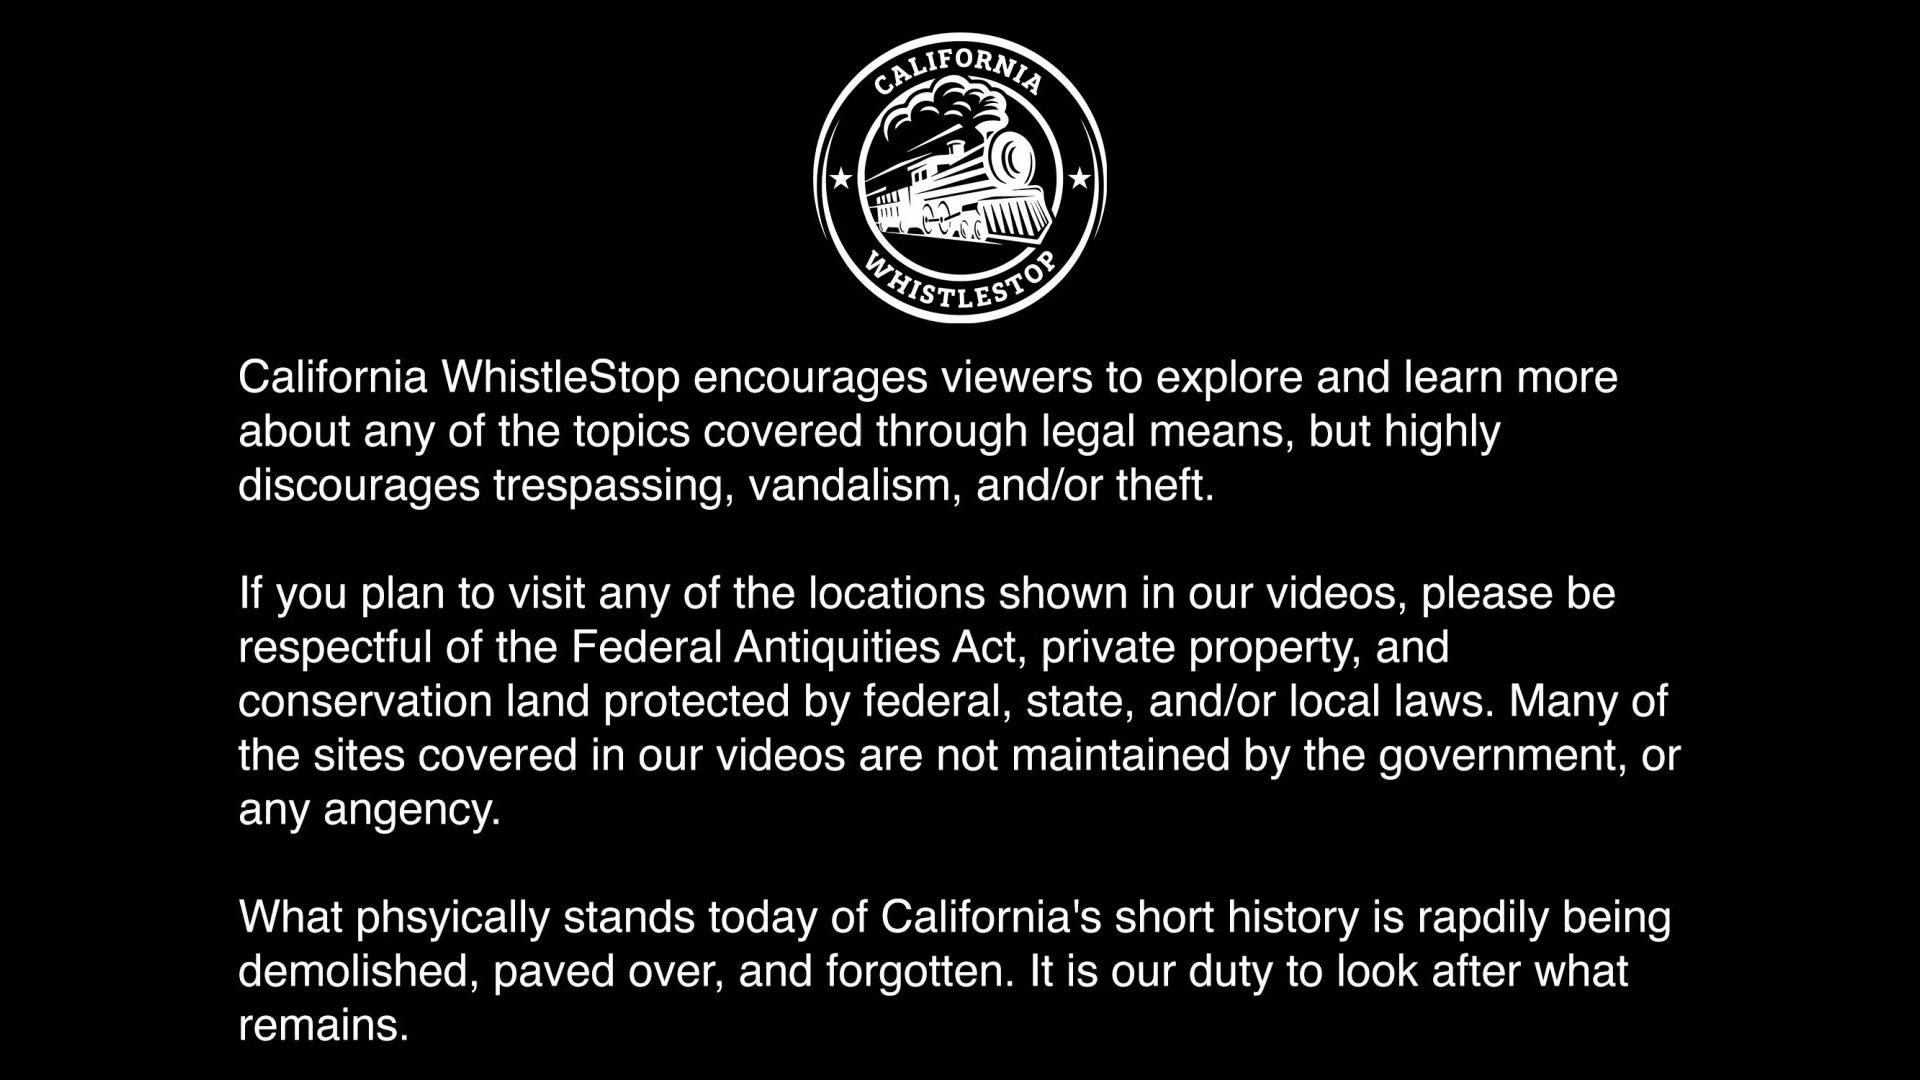 CALIFORNIA
WHISTLESTOP
California WhistleStop encourages viewers to explore and learn more
about any of the topics covered through legal means, but highly
discourages trespassing, vandalism, and/or theft.
If you plan to visit any of the locations shown in our videos, please be
respectful of the Federal Antiquities Act, private property, and
conservation land protected by federal, state, and/or local laws. Many of
the sites covered in our videos are not maintained by the government, or
any angency.
What phsyically stands today of California's short history is rapdily being
demolished, paved over, and forgotten. It is our duty to look after what
remains.